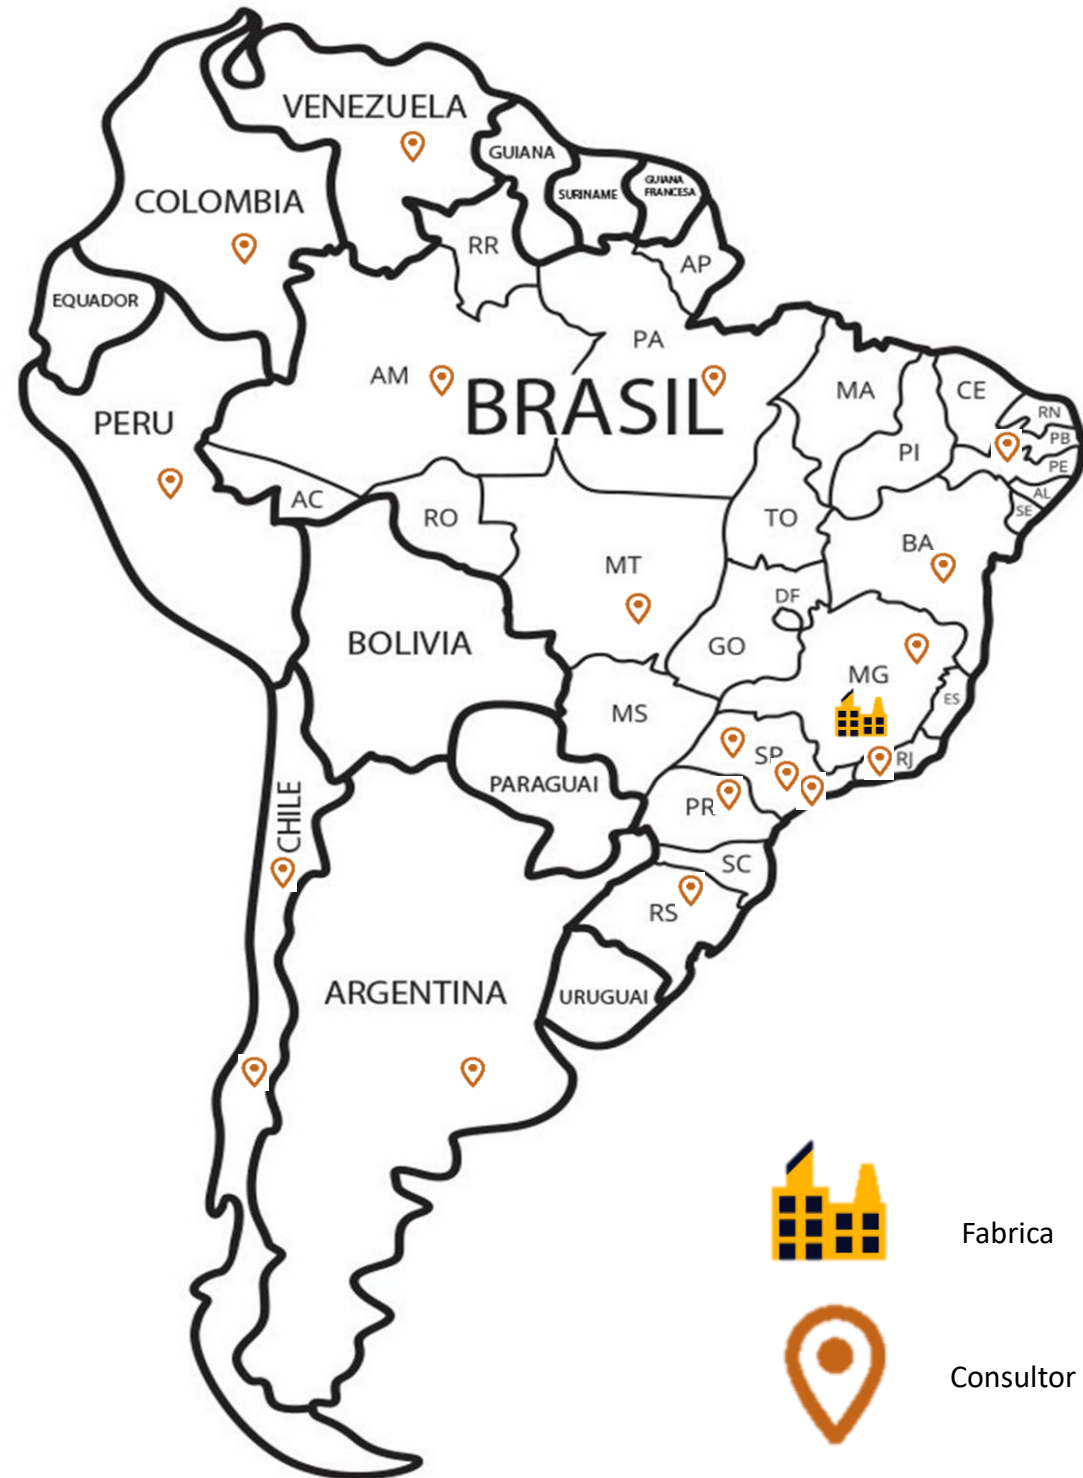 VENEZUELA
GUIANA
SURINAME
GUIANA
FRANCESA
COLOMBIA
RR
AP
EQUADOR
PA
AM
BRASIL
MA
CE
RN
PERU
PB
PI
PE
AL
SE
AC
RO
TO
BA
MT
DF
BOLIVIA
GO
MG
MS
ES
SP
RJ
PARAGUAI
PR
CHILE
SC
RS
ARGENTINA
URUGUAI
Fabrica
Consultor